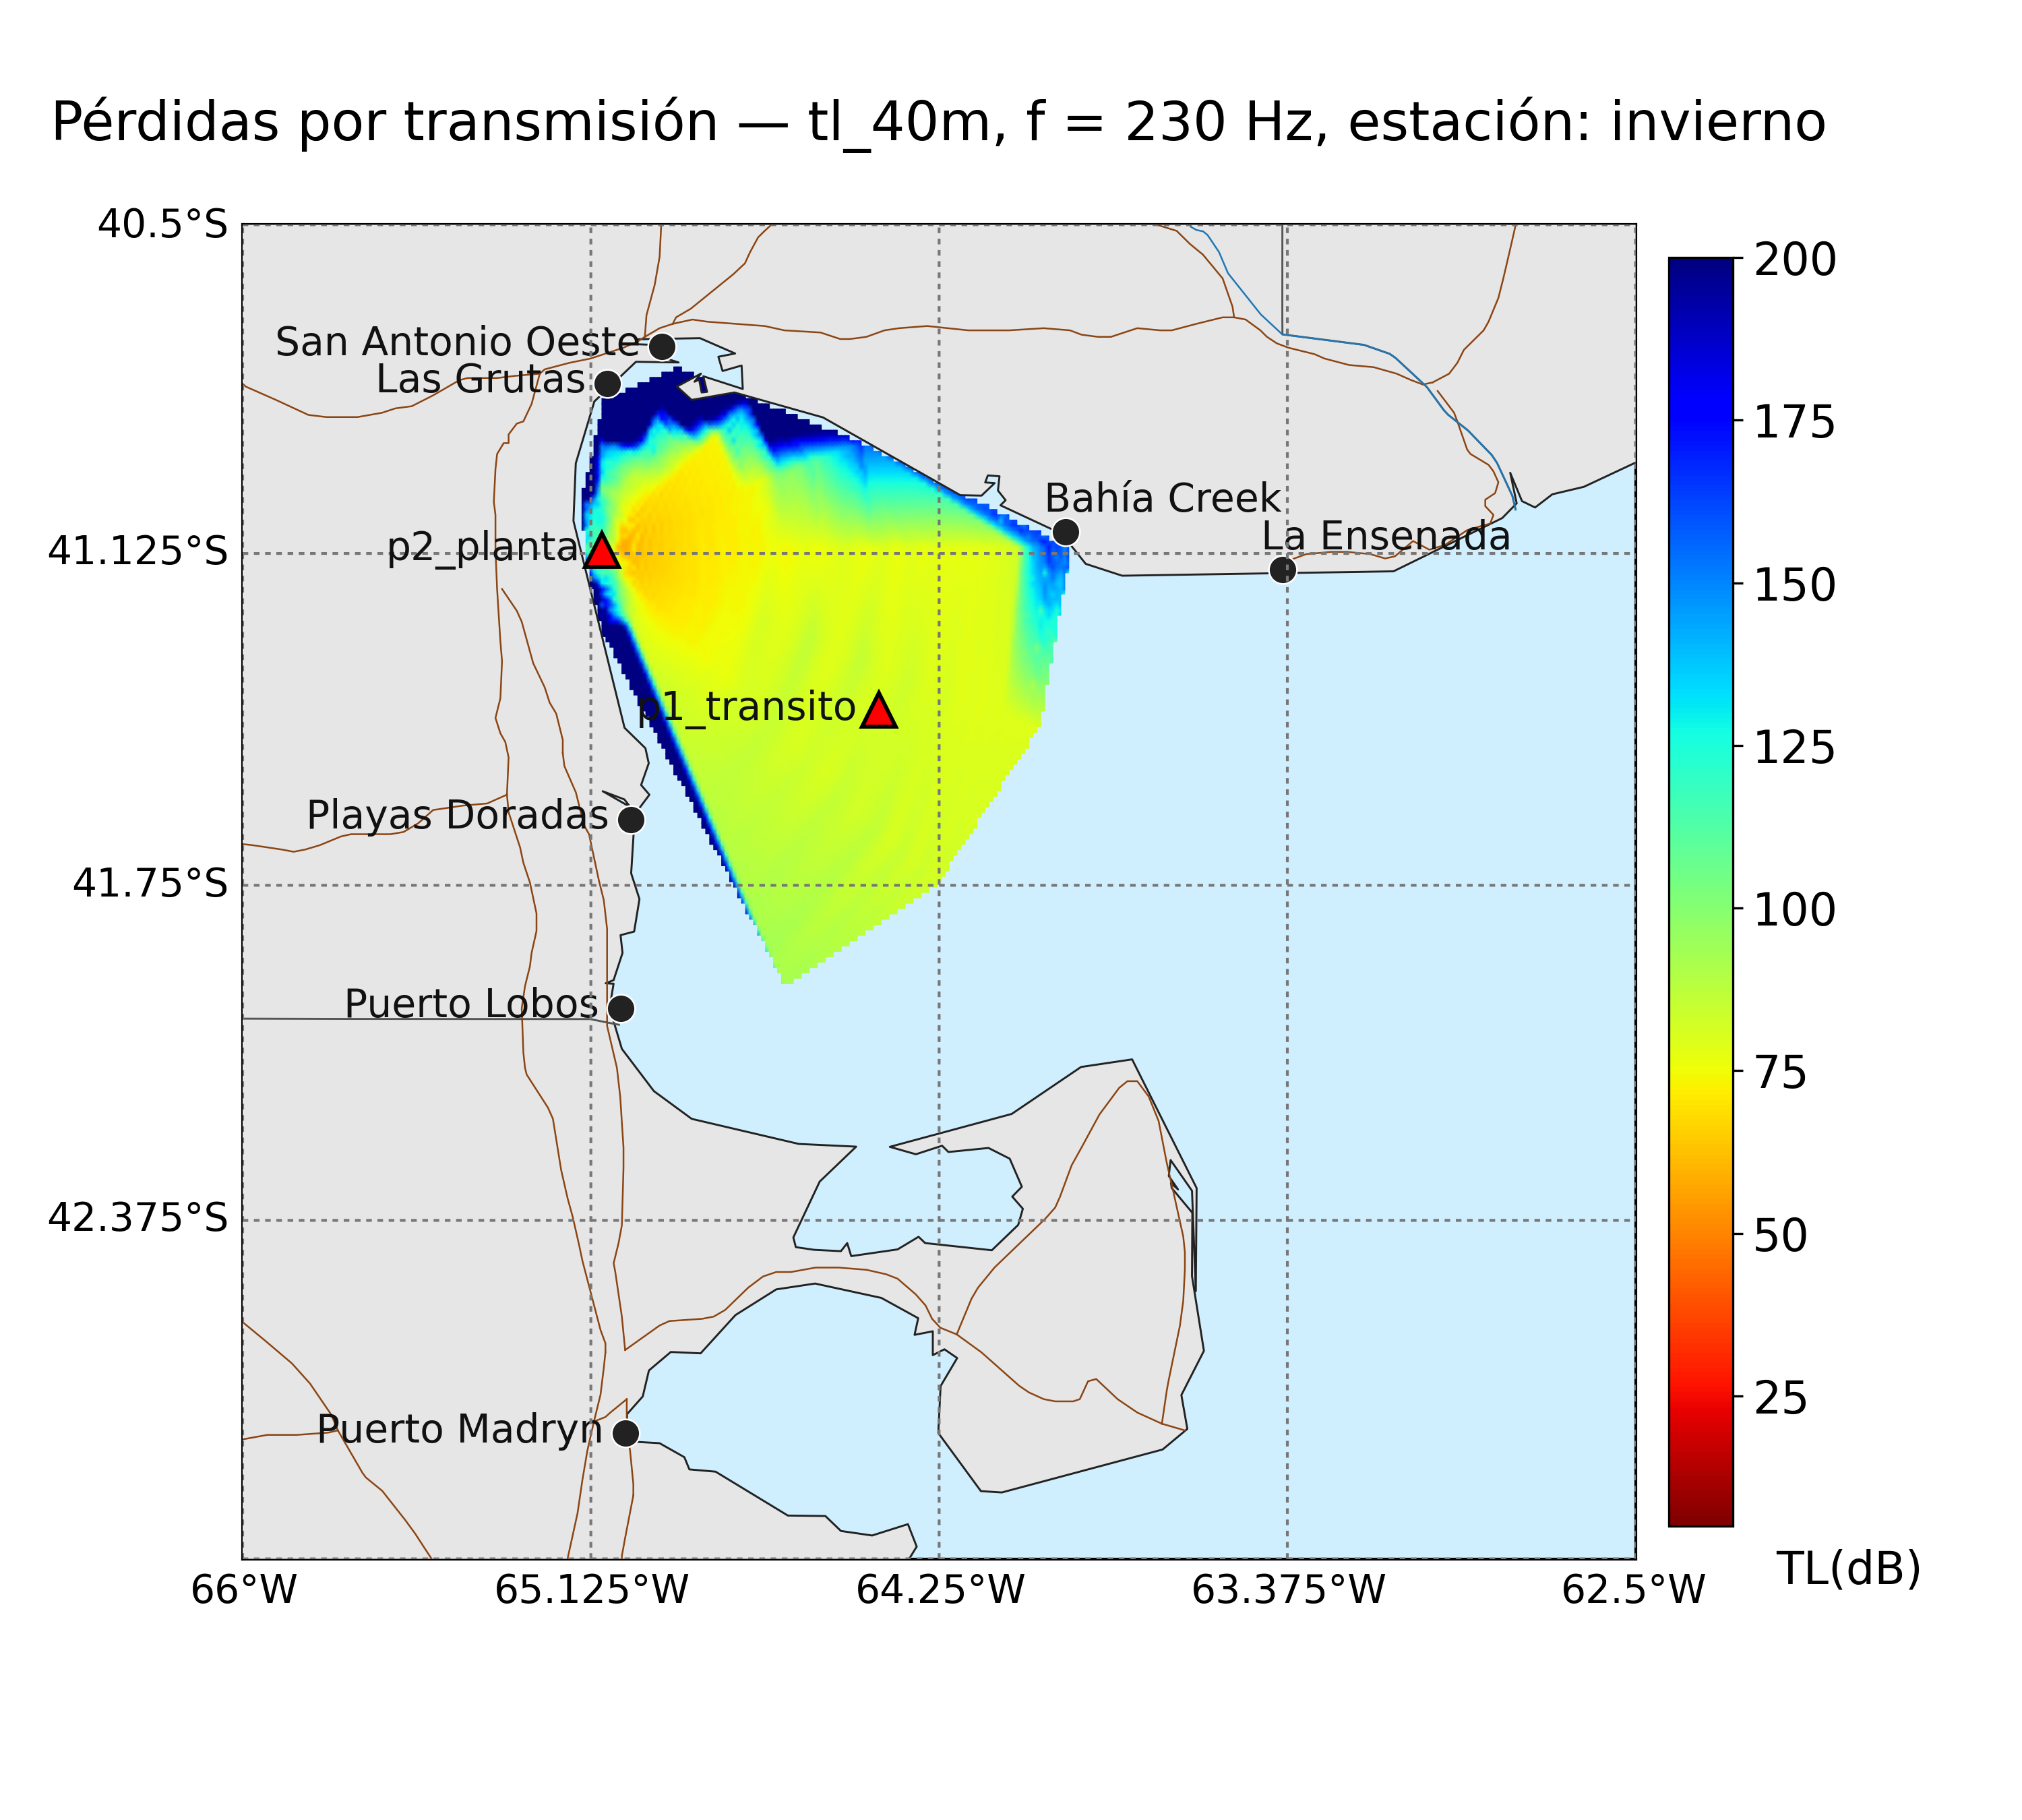 Pérdidas por transmisión — tl_40m, f = 230 Hz, estación: invierno
40.5°S
200
San Antonio Oeste
Las Grutas
175
Bahía Creek
La Ensenada
p2_planta
41.125°S
150
p1_transito
125
Playas Doradas
41.75°S
100
Puerto Lobos
75
42.375°S
50
25
Puerto Madryn
TL(dB)
66°W 65.125°W 64.25°W 63.375°W 62.5°W